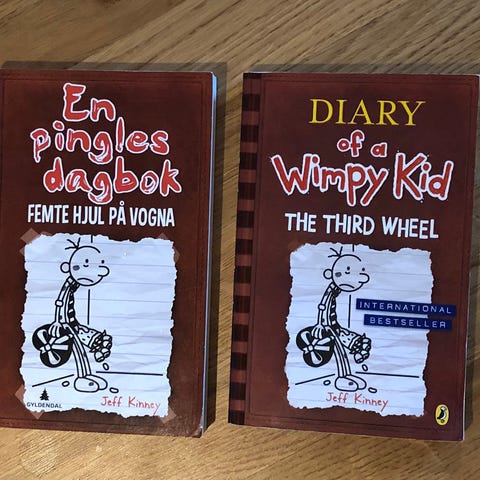 En
pingles
dagbok
FEMTE HJUL PÅ VOGNA
GYLDENDAL
Jeff Kinney
DIARY
of a
Wimpy Kid
THE THIRD WHEEL
INTERNATIONAL
BESTSELLER
Jeff Kinney